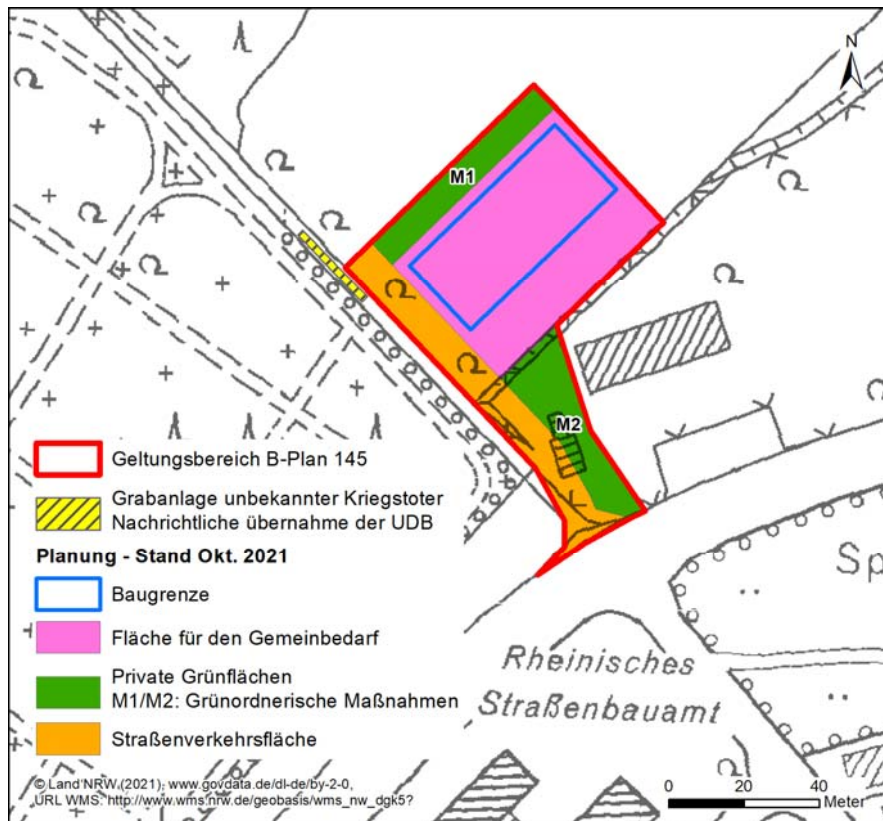 N
M1
M2
Geltungsbereich B-Plan 145
Grabanlage unbekannter Kriegstoter
Nachrichtliche übernahme der UDB
Planung - Stand Okt. 2021
Baugrenze
Fläche für den Gemeinbedarf
Private Grünflächen
M1/M2: Grünordnerische Maßnahmen
Straßenverkehrsfläche
Sp
Rheinisches
Straßenbauamt
© Land NRW (2021), www.govdata.de/dl-de/by-2-0,
URL WMS: http://www.wms.nrw.de/geobasis/wms_nw_dgk5?
0 20 40
Meter